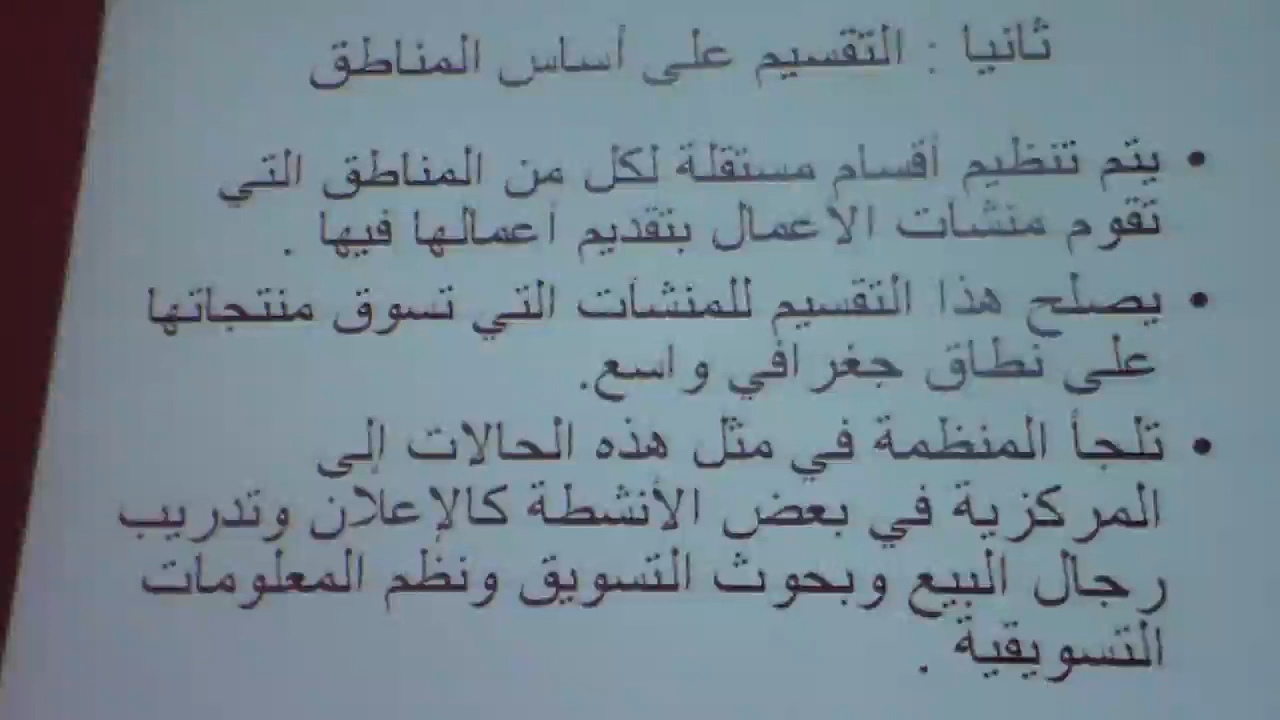 ثانيا : التقسيم على أساس المناطق
• يتم تنظيم أقسام مستقلة لكل من المناطق التي
تقوم منشات الاعمال بتقديم أعمالها فيها .
• يصلح هذا التقسيم للمنشأت التي تسوق منتجاتها
على نطاق جغرافي واسع.
• تلجأ المنظمة في مثل هذه الحالات إلى
المركزية في بعض الأنشطة كالإعلان وتدريب
رجال البيع وبحوث التسويق ونظم المعلومات
التسويقية .